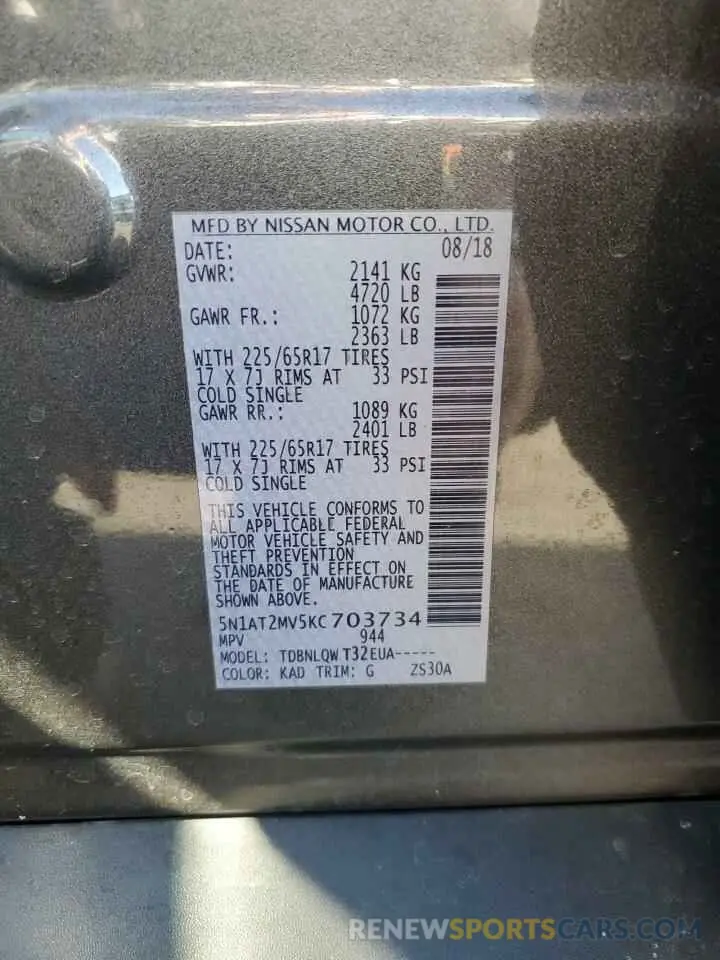 MFD BY NISSAN MOTOR CO., LTD.
DATE: 08/18
GVWR: 2141 KG
4720 LB
GAWR FR.: 1072 KG
2363 LB
WITH 225/65R17 TIRES
17 X 7J RIMS AT 33 PSI
COLD SINGLE
GAWR RR.: 1089 KG
2401 LB
WITH 225/65R17 TIRES
17 X 7J RIMS AT 33 PSI
COLD SINGLE
THIS VEHICLE CONFORMS TO
ALL APPLICABLE FEDERAL
MOTOR VEHICLE SAFETY AND
THEFT PREVENTION
STANDARDS IN EFFECT ON
THE DATE OF MANUFACTURE
SHOWN ABOVE.
5N1AT2MV5KC703734
MPV 944
MODEL: TDBNLQW T32EUA-----
COLOR: KAD TRIM: G ZS30A
RENEWSPORTSCARS.COM